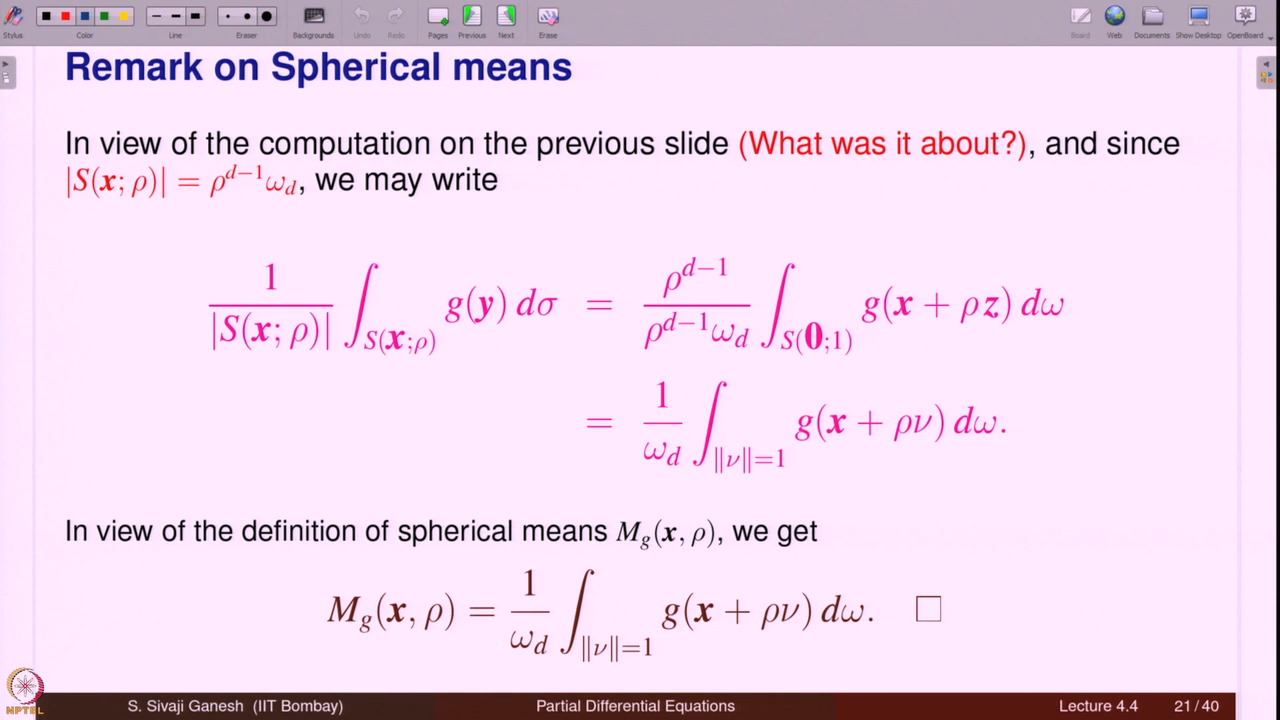 Stylus Color Line Eraser Backgrounds Undo Redo Pages Previous Next Erase Board Web Documents Show Desktop OpenBoard
Remark on Spherical means
In view of the computation on the previous slide (What was it about?), and since
|S(x; ρ)| = ρ^{d−1}ω_d, we may write
1/|S(x; ρ)| ∫_{S(x;ρ)} g(y) dσ = ρ^{d−1}/(ρ^{d−1}ω_d) ∫_{S(0;1)} g(x + ρz) dω
= 1/ω_d ∫_{‖ν‖=1} g(x + ρν) dω.
In view of the definition of spherical means M_g(x, ρ), we get
M_g(x, ρ) = 1/ω_d ∫_{‖ν‖=1} g(x + ρν) dω. □
NPTEL
S. Sivaji Ganesh (IIT Bombay) Partial Differential Equations Lecture 4.4 21 / 40